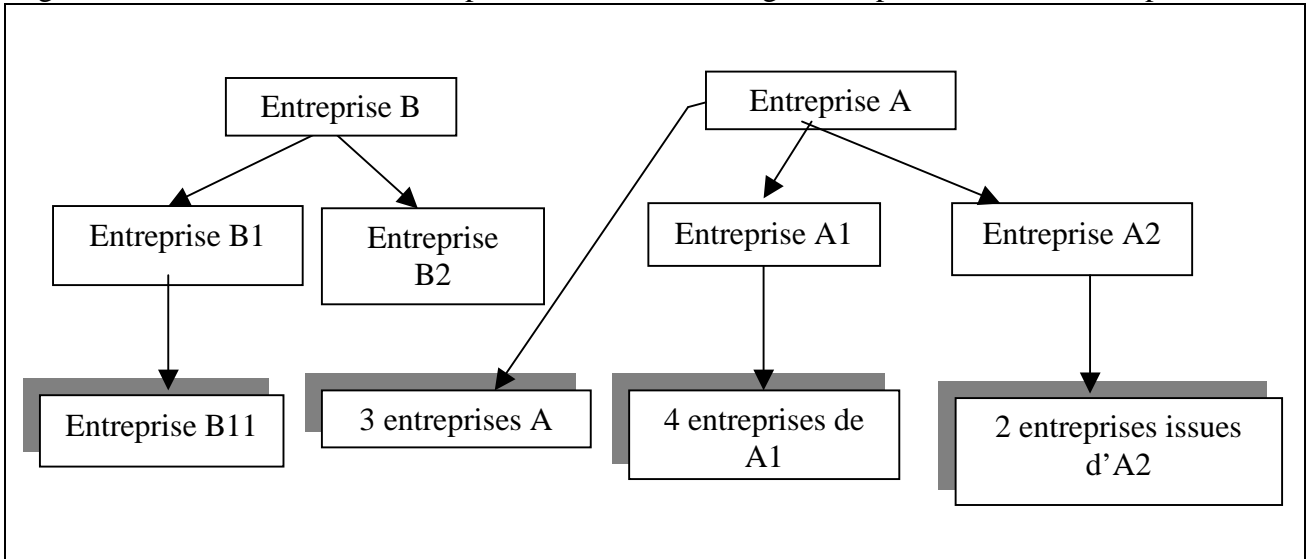 Entreprise B
Entreprise A
Entreprise B1
Entreprise
B2
Entreprise A1
Entreprise A2
Entreprise B11
3 entreprises A
4 entreprises de
A1
2 entreprises issues
d’A2